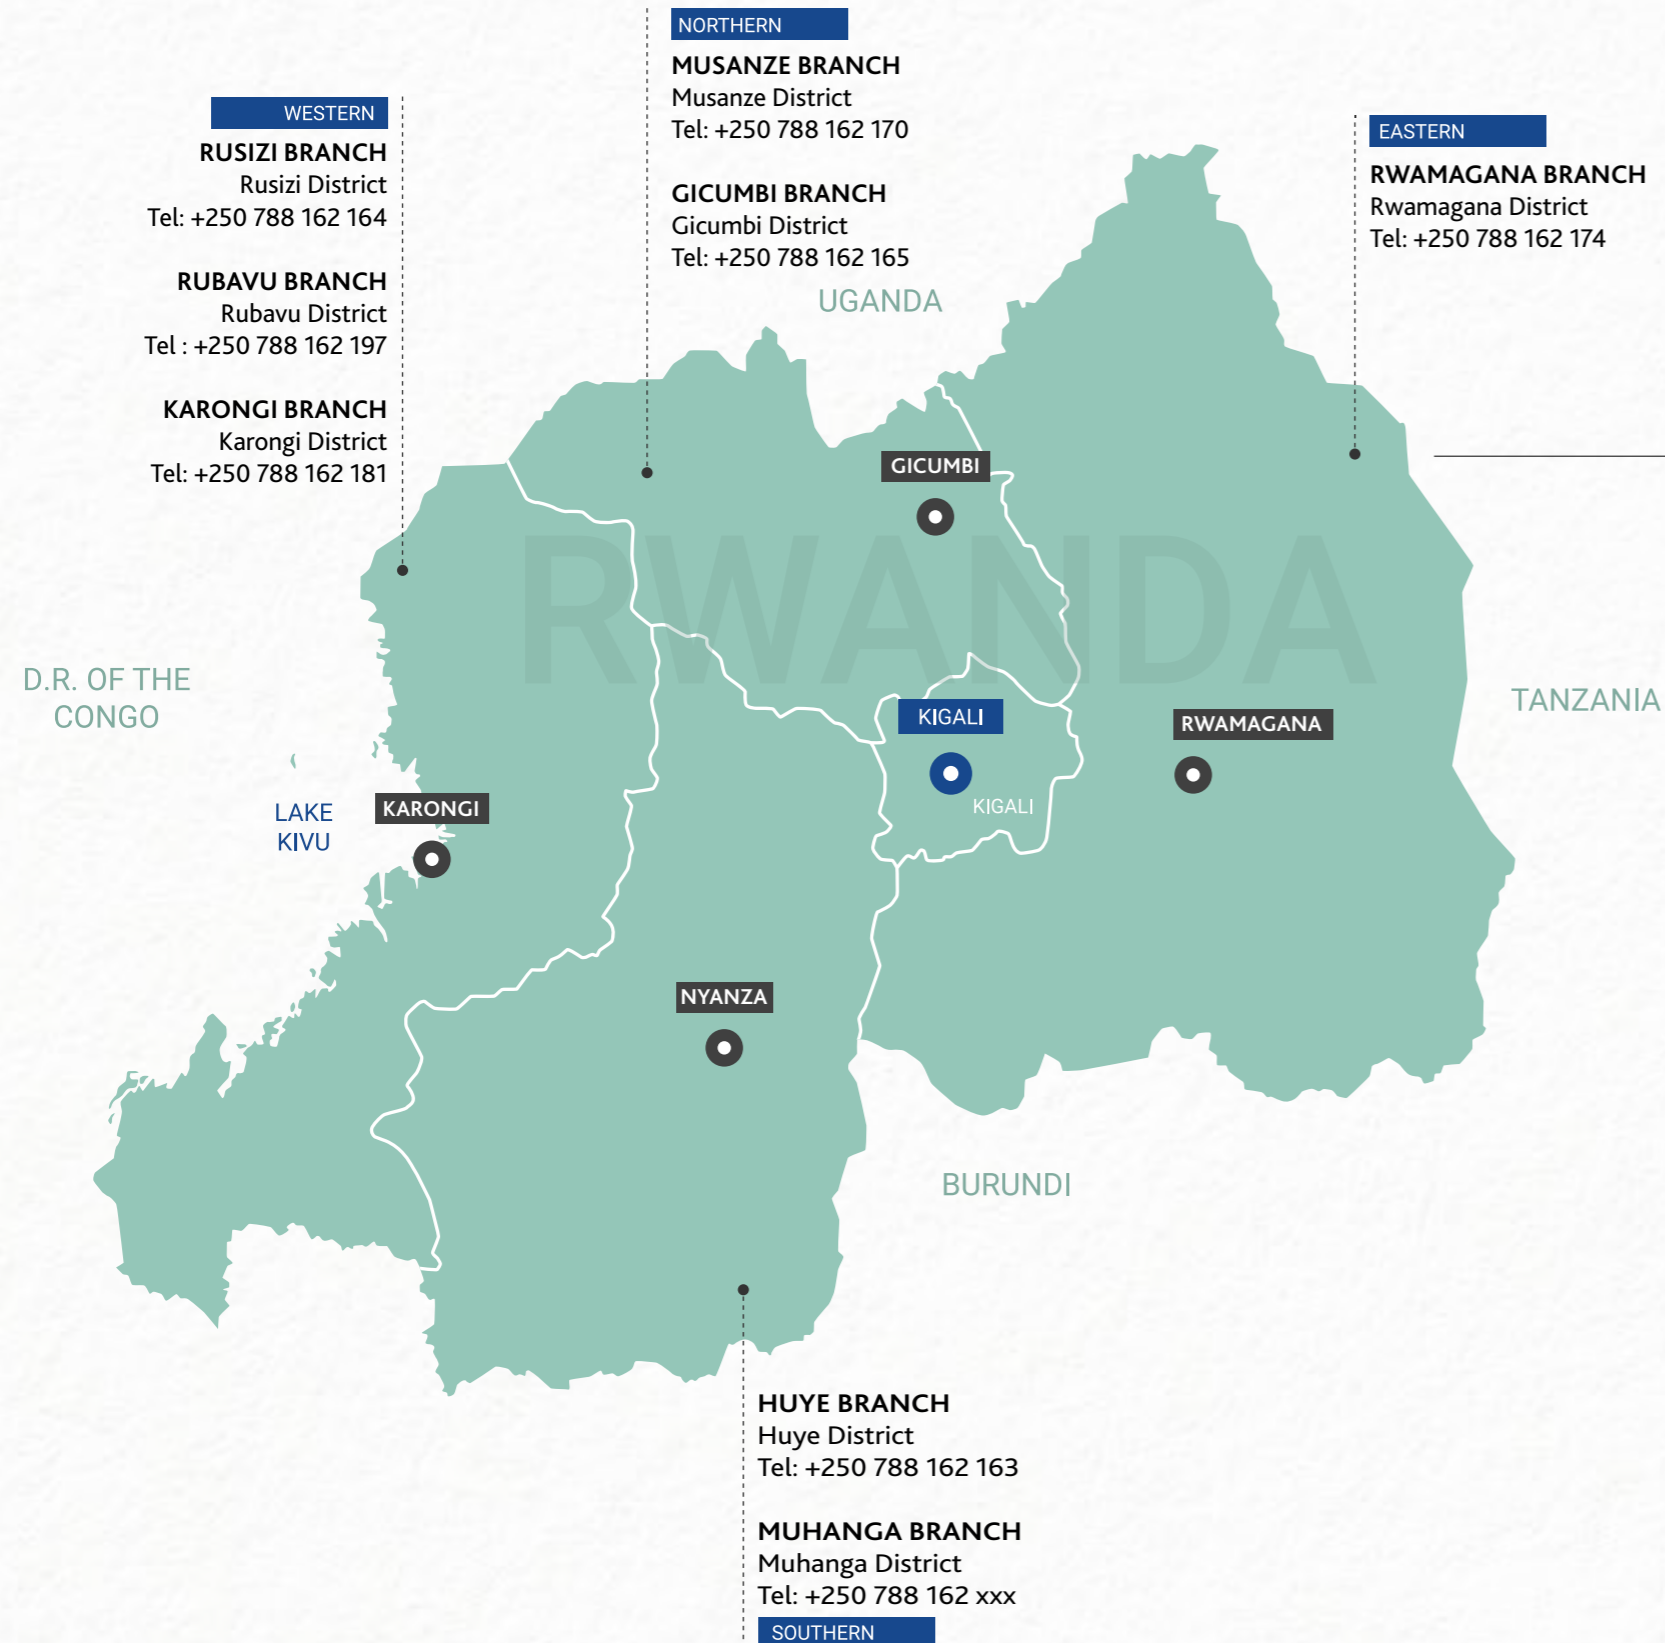 NORTHERN
MUSANZE BRANCH
Musanze District
Tel: +250 788 162 170
GICUMBI BRANCH
Gicumbi District
Tel: +250 788 162 165
WESTERN
RUSIZI BRANCH
Rusizi District
Tel: +250 788 162 164
RUBAVU BRANCH
Rubavu District
Tel : +250 788 162 197
KARONGI BRANCH
Karongi District
Tel: +250 788 162 181
EASTERN
RWAMAGANA BRANCH
Rwamagana District
Tel: +250 788 162 174
UGANDA
GICUMBI
RWANDA
D.R. OF THE
CONGO
TANZANIA
KIGALI
RWAMAGANA
KIGALI
LAKE
KIVU
KARONGI
NYANZA
BURUNDI
HUYE BRANCH
Huye District
Tel: +250 788 162 163
MUHANGA BRANCH
Muhanga District
Tel: +250 788 162 xxx
SOUTHERN